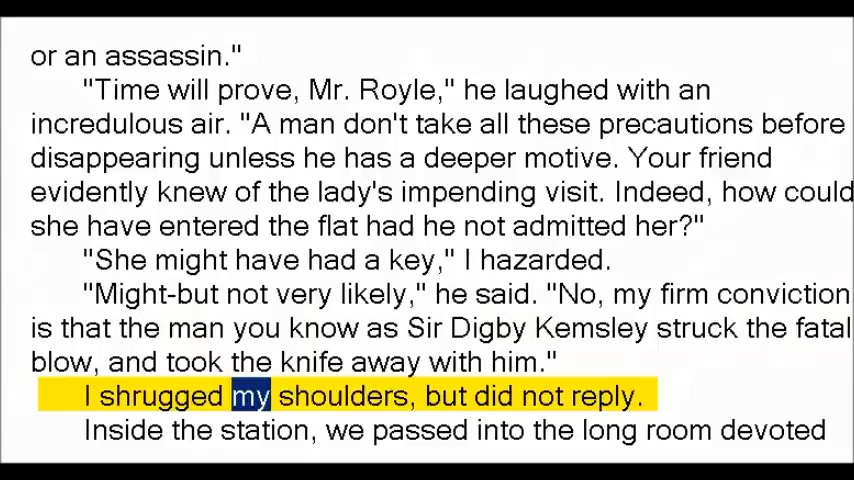 or an assassin."
"Time will prove, Mr. Royle," he laughed with an
incredulous air. "A man don't take all these precautions before
disappearing unless he has a deeper motive. Your friend
evidently knew of the lady's impending visit. Indeed, how could
she have entered the flat had he not admitted her?"
"She might have had a key," I hazarded.
"Might-but not very likely," he said. "No, my firm conviction
is that the man you know as Sir Digby Kemsley struck the fatal
blow, and took the knife away with him."
I shrugged my shoulders, but did not reply.
Inside the station, we passed into the long room devoted